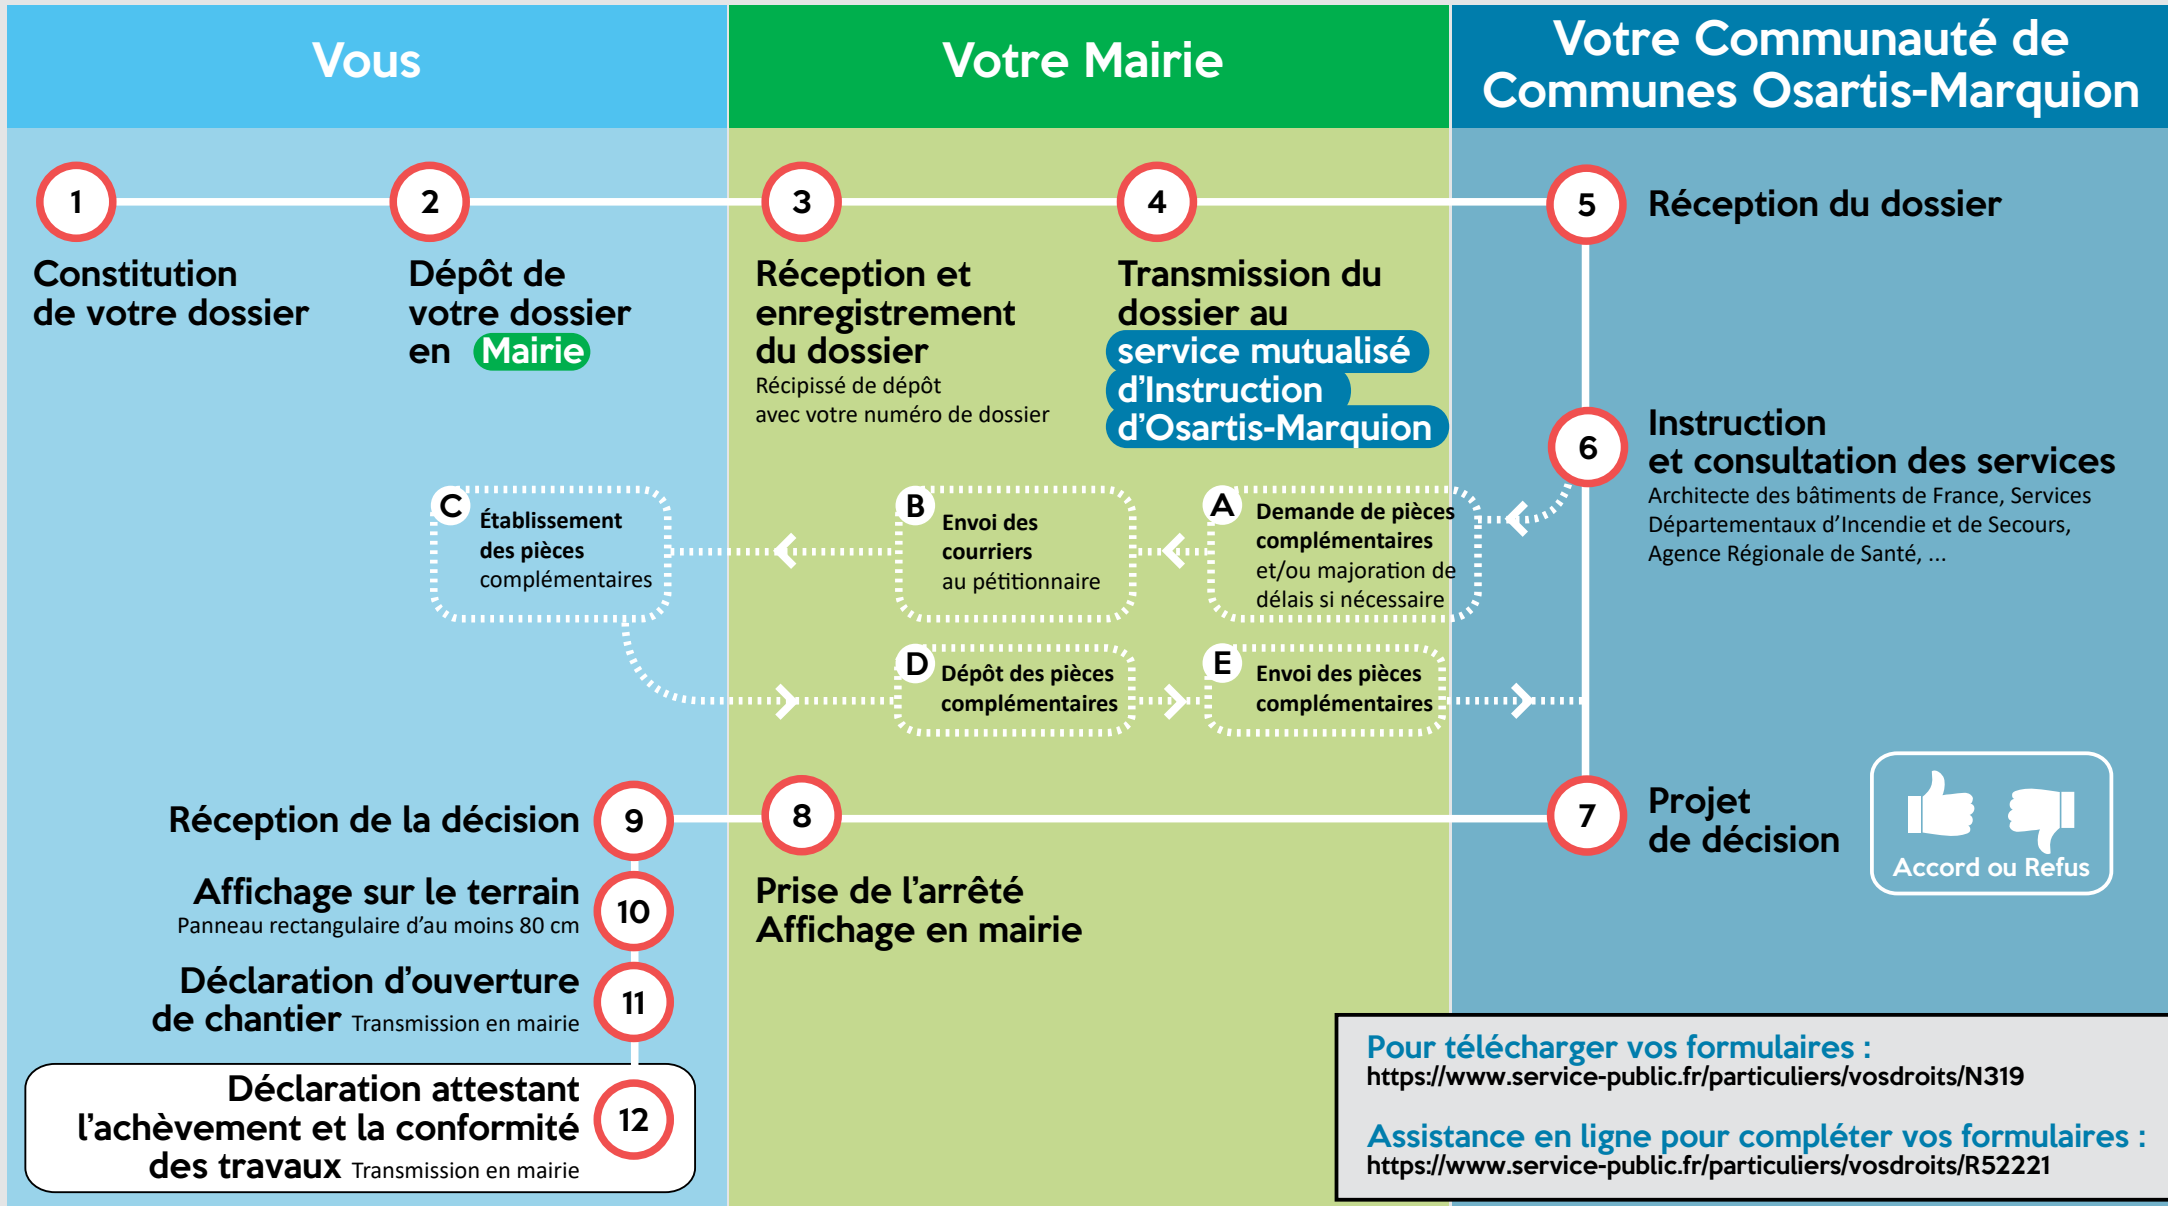 Vous
Votre Mairie
Votre Communauté de
Communes Osartis-Marquion
1
2
3
4
5
Réception du dossier
Constitution
de votre dossier
Dépôt de
votre dossier
en Mairie
Réception et
enregistrement
du dossier
Récipissé de dépôt
avec votre numéro de dossier
Transmission du
dossier au
service mutualisé
d'Instruction
d'Osartis-Marquion
6
Instruction
et consultation des services
Architecte des bâtiments de France, Services
Départementaux d'Incendie et de Secours,
Agence Régionale de Santé, ...
A
Demande de pièces
complémentaires
et/ou majoration de
délais si nécessaire
B
Envoi des
courriers
au pétitionnaire
C
Établissement
des pièces
complémentaires
D
Dépôt des pièces
complémentaires
E
Envoi des pièces
complémentaires
7
Projet
de décision
Accord ou Refus
8
Prise de l'arrêté
Affichage en mairie
Réception de la décision
9
Affichage sur le terrain
Panneau rectangulaire d'au moins 80 cm
10
Déclaration d'ouverture
de chantier Transmission en mairie
11
Déclaration attestant
l'achèvement et la conformité
des travaux Transmission en mairie
12
Pour télécharger vos formulaires :
https://www.service-public.fr/particuliers/vosdroits/N319
Assistance en ligne pour compléter vos formulaires :
https://www.service-public.fr/particuliers/vosdroits/R52221